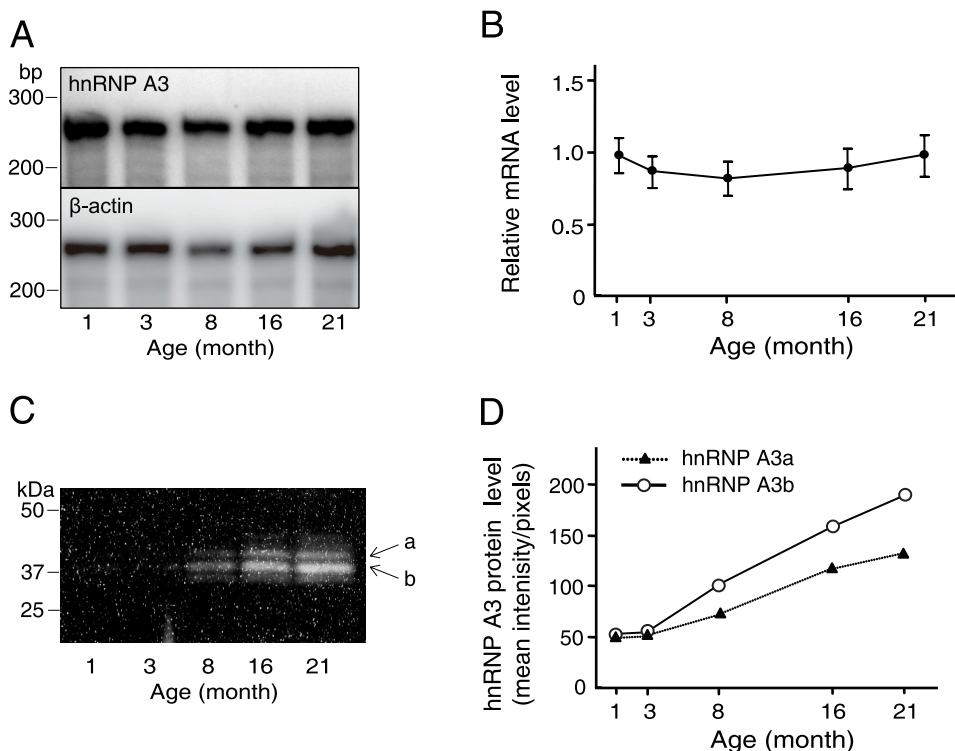 A
bp
hnRNP A3
300
200
β-actin
300
200
1 3 8 16 21
Age (month)
B
Relative mRNA level
1.5
1.0
0.5
0
1 3 8 16 21
Age (month)
C
kDa
50
37
25
a
b
1 3 8 16 21
Age (month)
D
hnRNP A3 protein level
(mean intenisity/pixels)
hnRNP A3a
hnRNP A3b
200
150
100
50
0
1 3 8 16 21
Age (month)